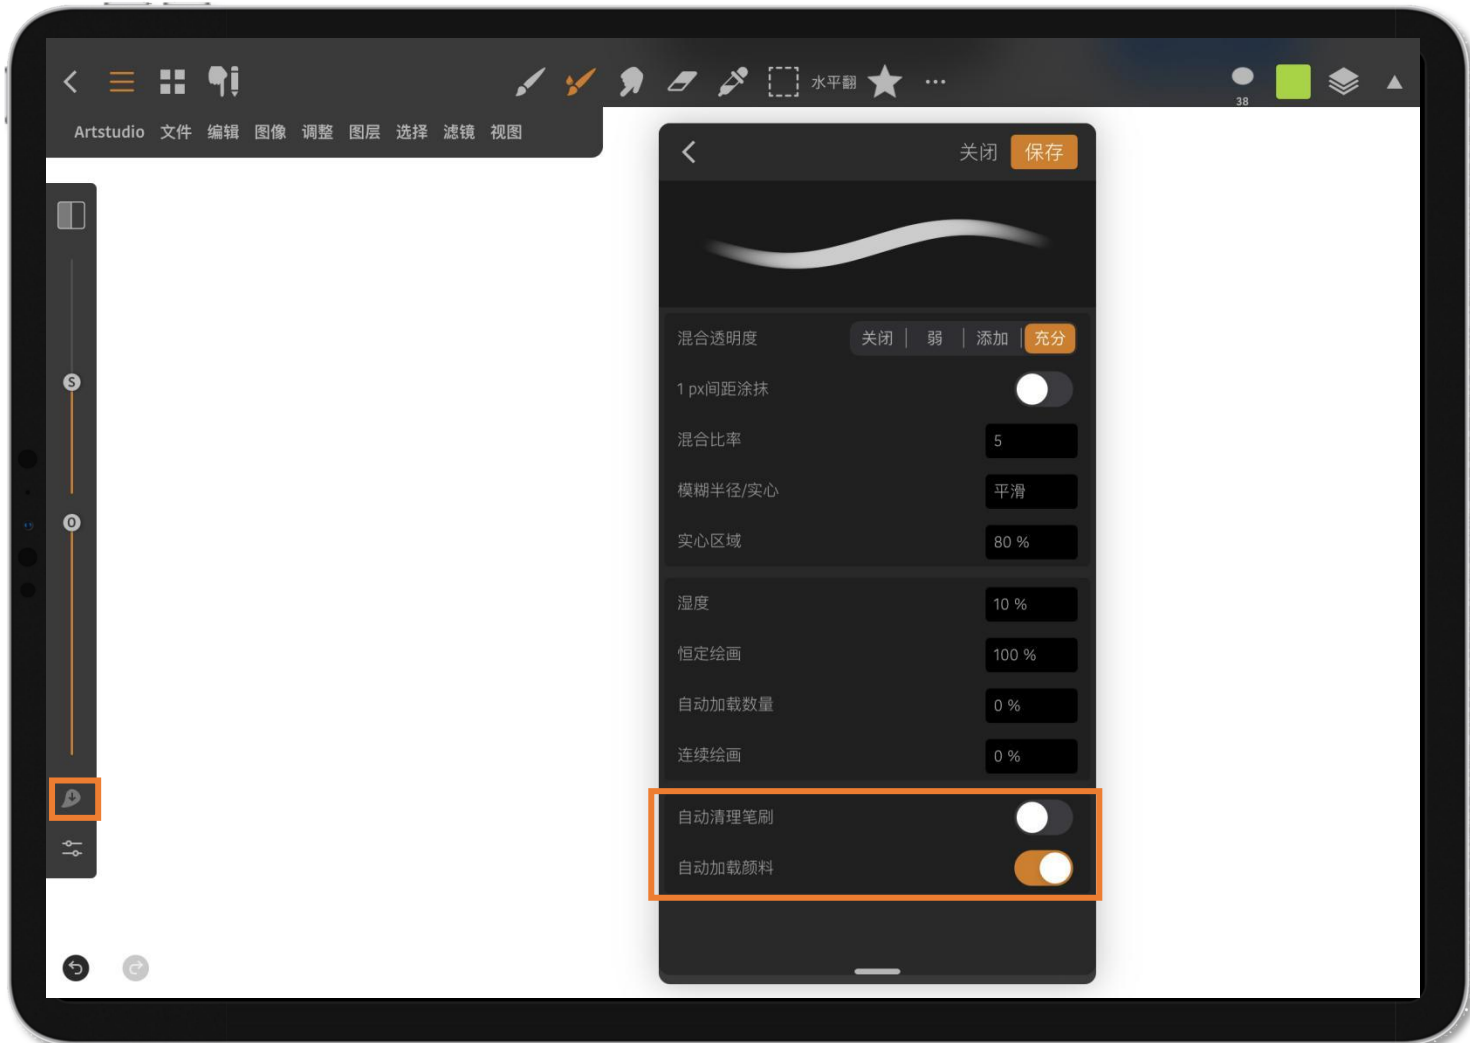 水平翻
38
Artstudio 文件 编辑 图像 调整 图层 选择 滤镜 视图
关闭 保存
混合透明度 关闭 弱 添加 充分
1 px间距涂抹
混合比率 5
模糊半径/实心 平滑
实心区域 80 %
湿度 10 %
恒定绘画 100 %
自动加载数量 0 %
连续绘画 0 %
自动清理笔刷
自动加载颜料
S
O